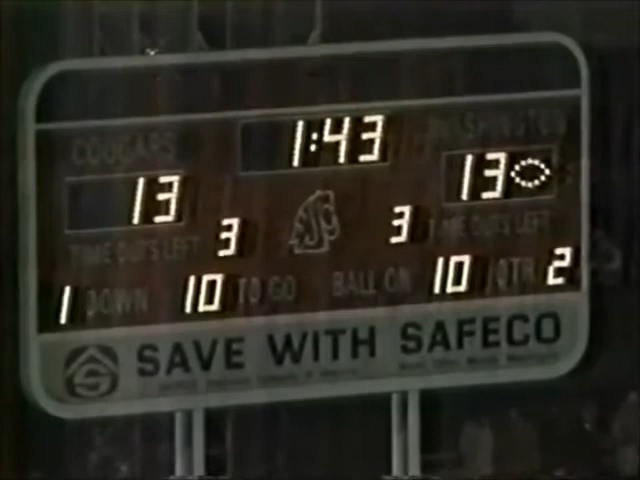 1:43
COUGARS WASHINGTON
13 13
TIME OUTS LEFT 3 3 TIME OUTS LEFT
1 DOWN 10 TO GO BALL ON 10 QTR 2
SAVE WITH SAFECO